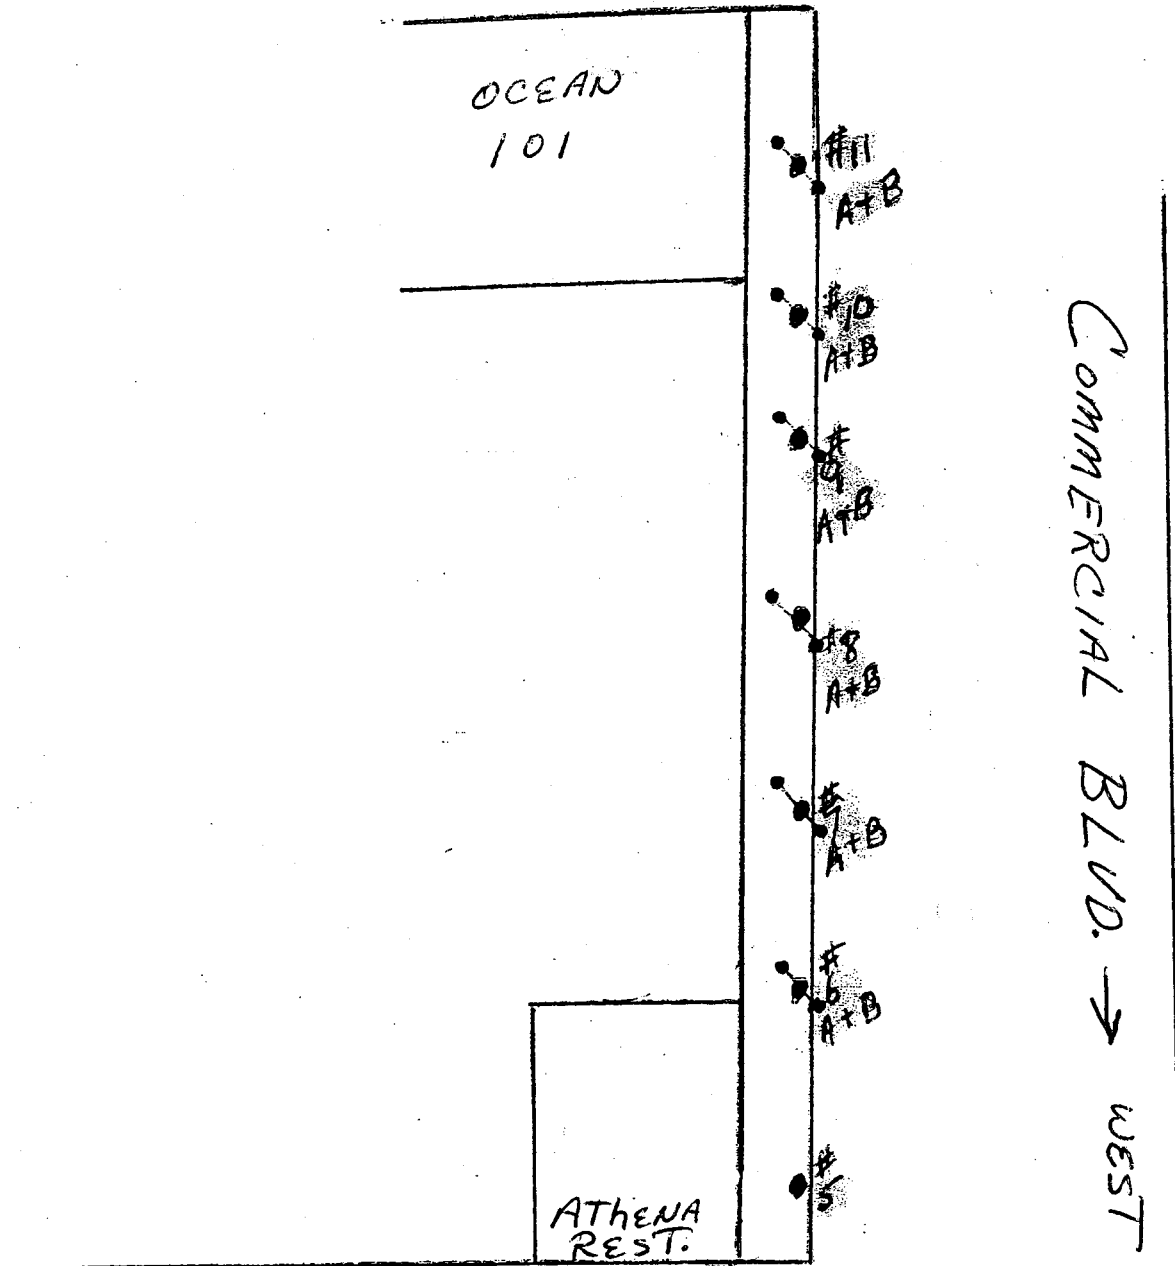 OCEAN
101
#11
A+B
#10
A+B
#
9
A+B
#8
A+B
#
7
A+B
#
6
A+B
#
5
ATHENA
REST.
COMMERCIAL BLVD. → WEST